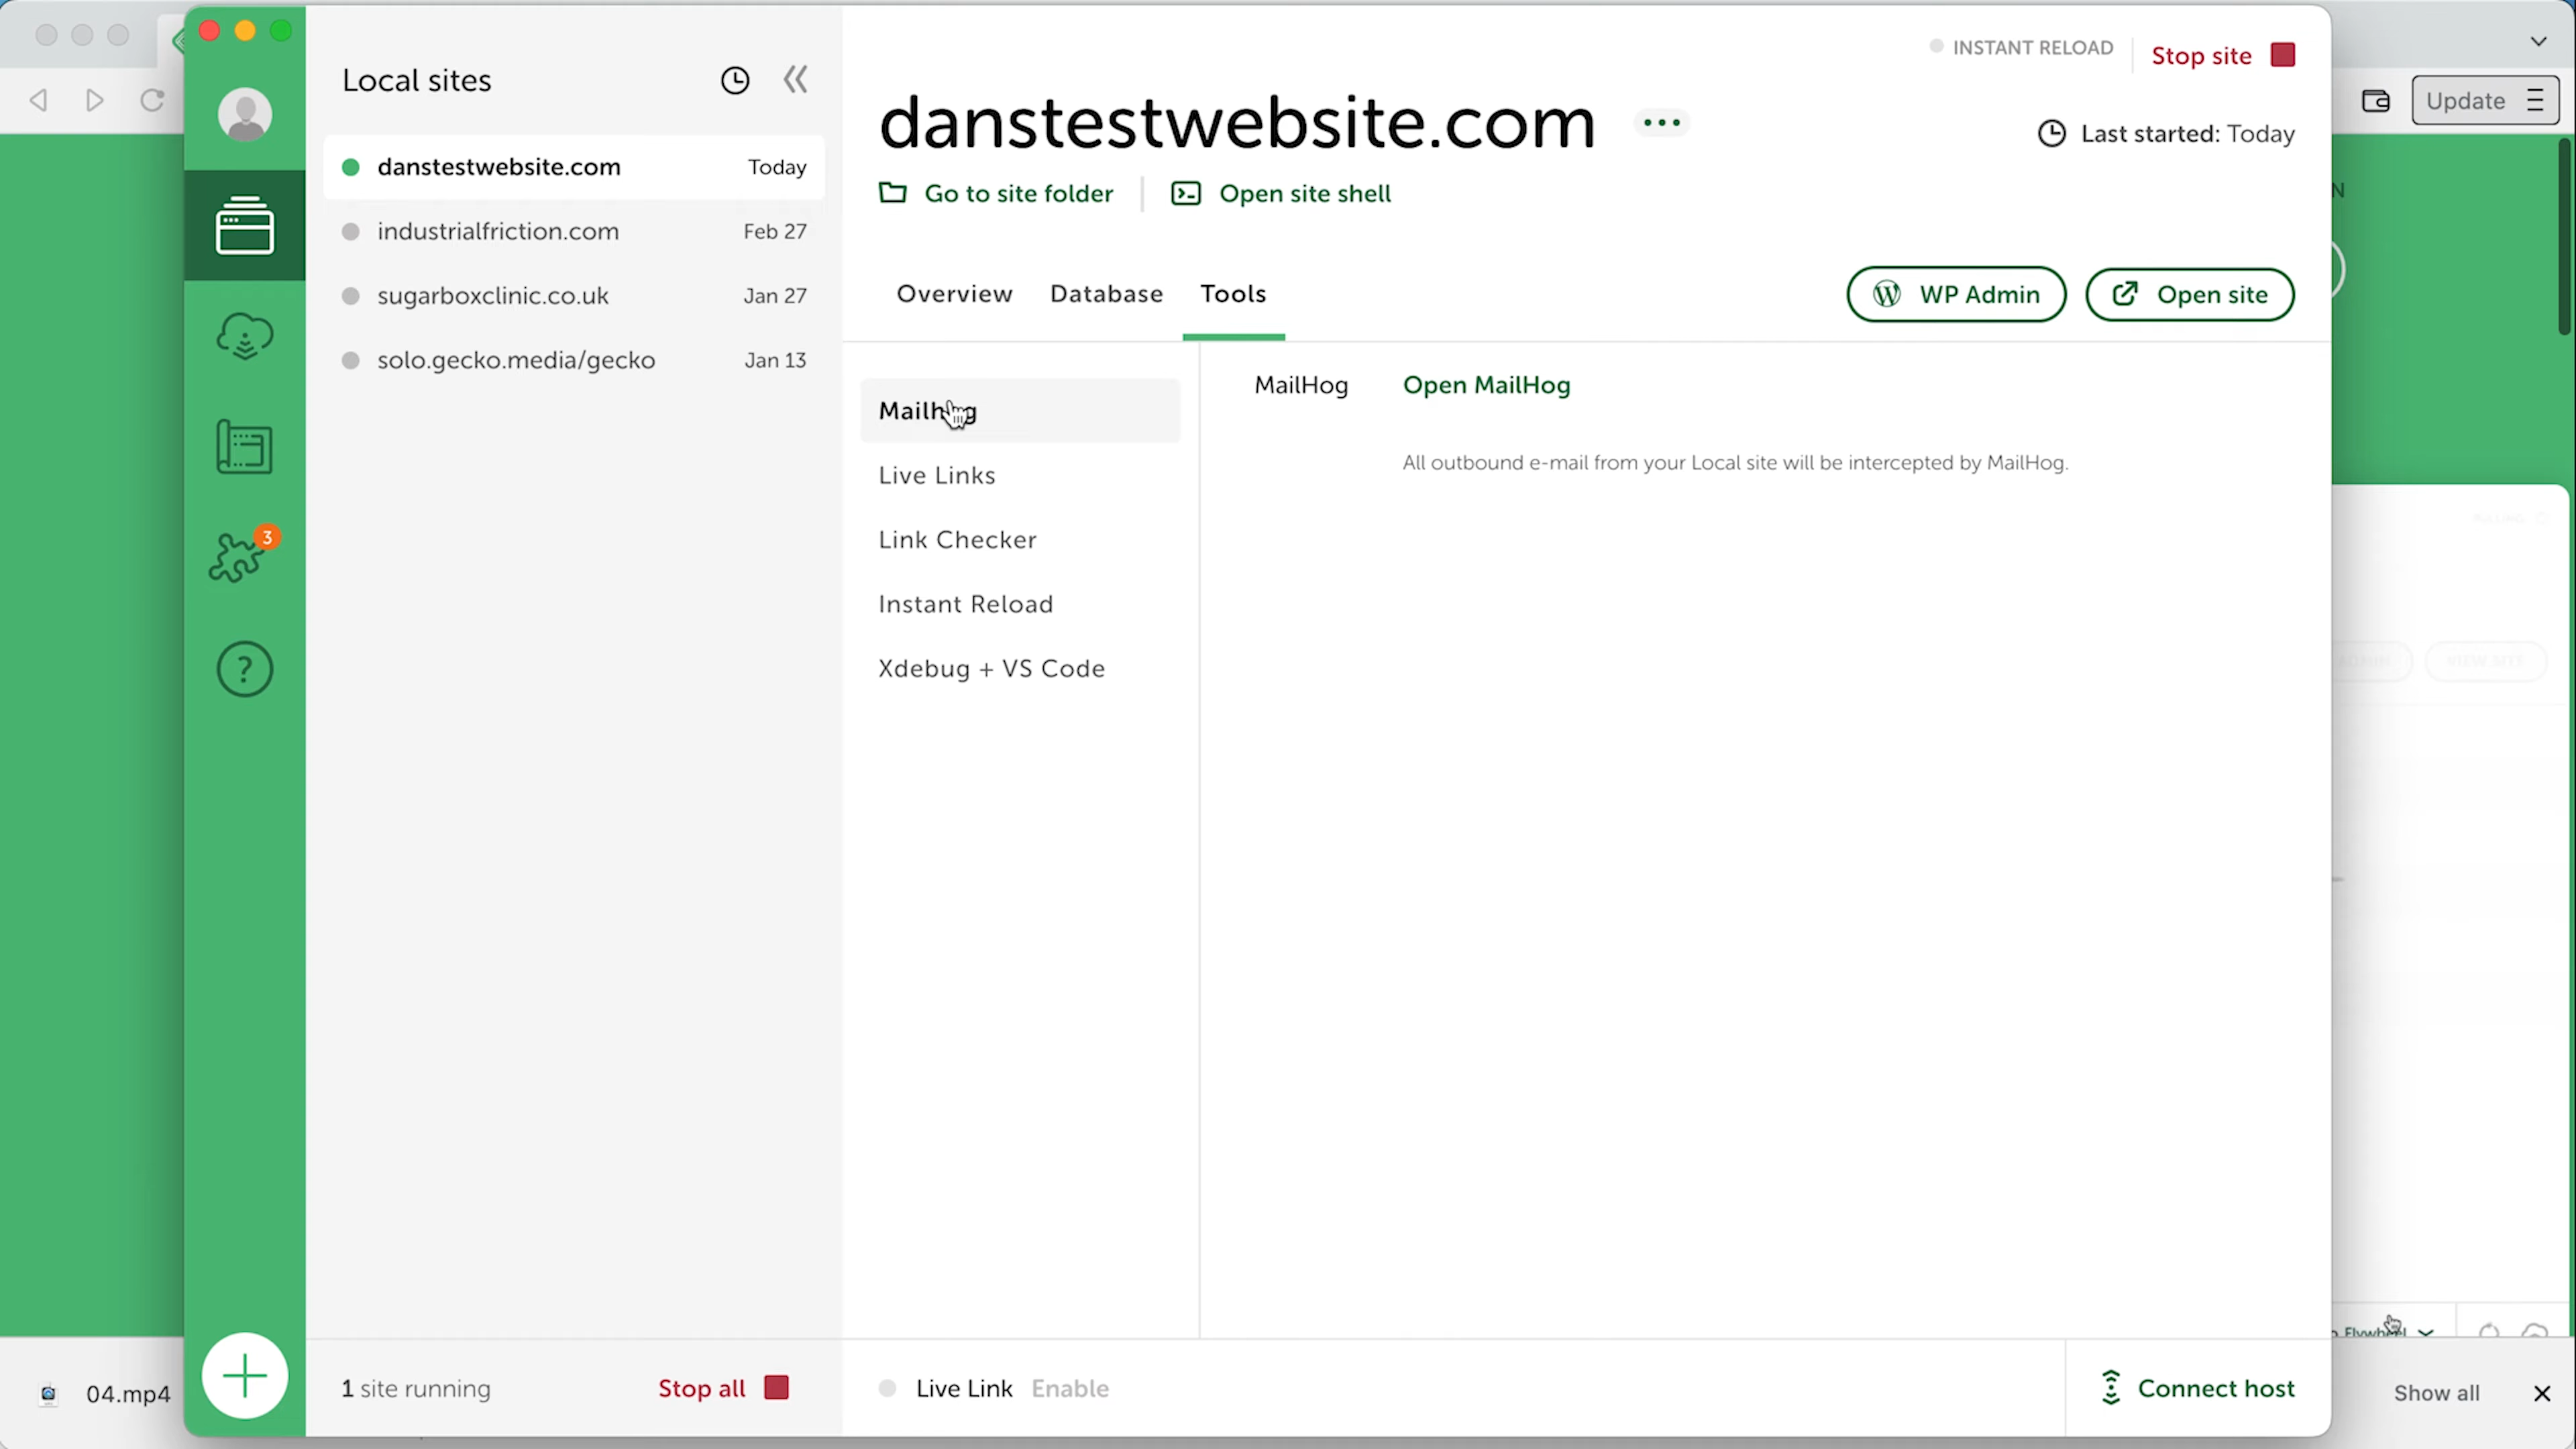 Local sites
danstestwebsite.com Today
industrialfriction.com Feb 27
sugarboxclinic.co.uk Jan 27
solo.gecko.media/gecko Jan 13
3
?
1 site running Stop all
INSTANT RELOAD Stop site
danstestwebsite.com
Last started: Today
Go to site folder Open site shell
Overview Database Tools
WP Admin Open site
Mailhog
Live Links
Link Checker
Instant Reload
Xdebug + VS Code
MailHog Open MailHog
All outbound e-mail from your Local site will be intercepted by MailHog.
Live Link Enable
Connect host
Update
N
VIEW SITE
Flywheel
04.mp4
Show all